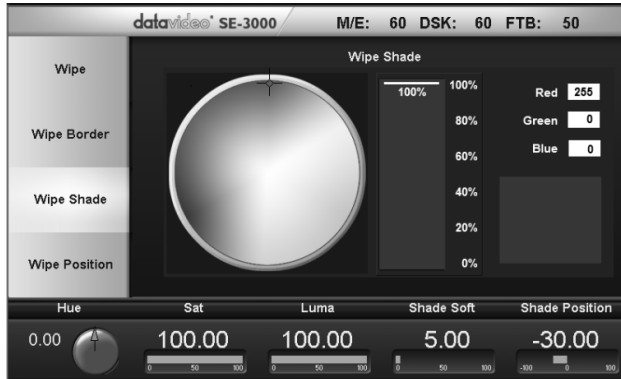 datavideo® SE-3000 M/E: 60 DSK: 60 FTB: 50
Wipe
Wipe Border
Wipe Shade
Wipe Position
Wipe Shade
100%
100%
80%
60%
40%
20%
0%
Red 255
Green 0
Blue 0
Hue Sat Luma Shade Soft Shade Position
0.00 100.00 100.00 5.00 -30.00
0 50 100 0 50 100 0 50 100 -100 0 100